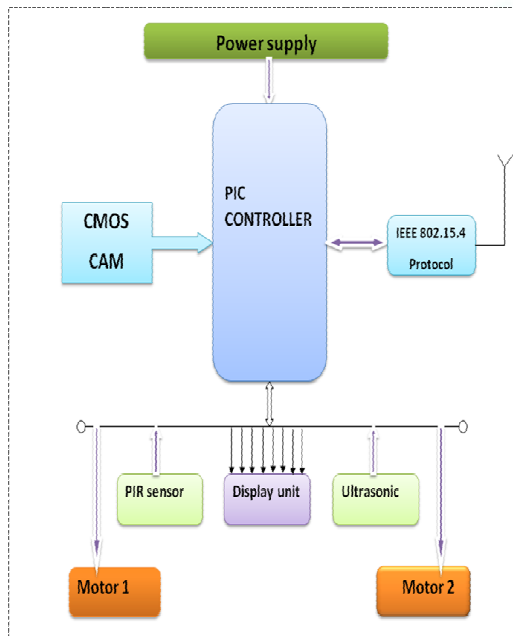 Power supply
PIC
CONTROLLER
CMOS
CAM
IEEE 802.15.4
Protocol
PIR sensor
Display unit
Ultrasonic
Motor 1
Motor 2